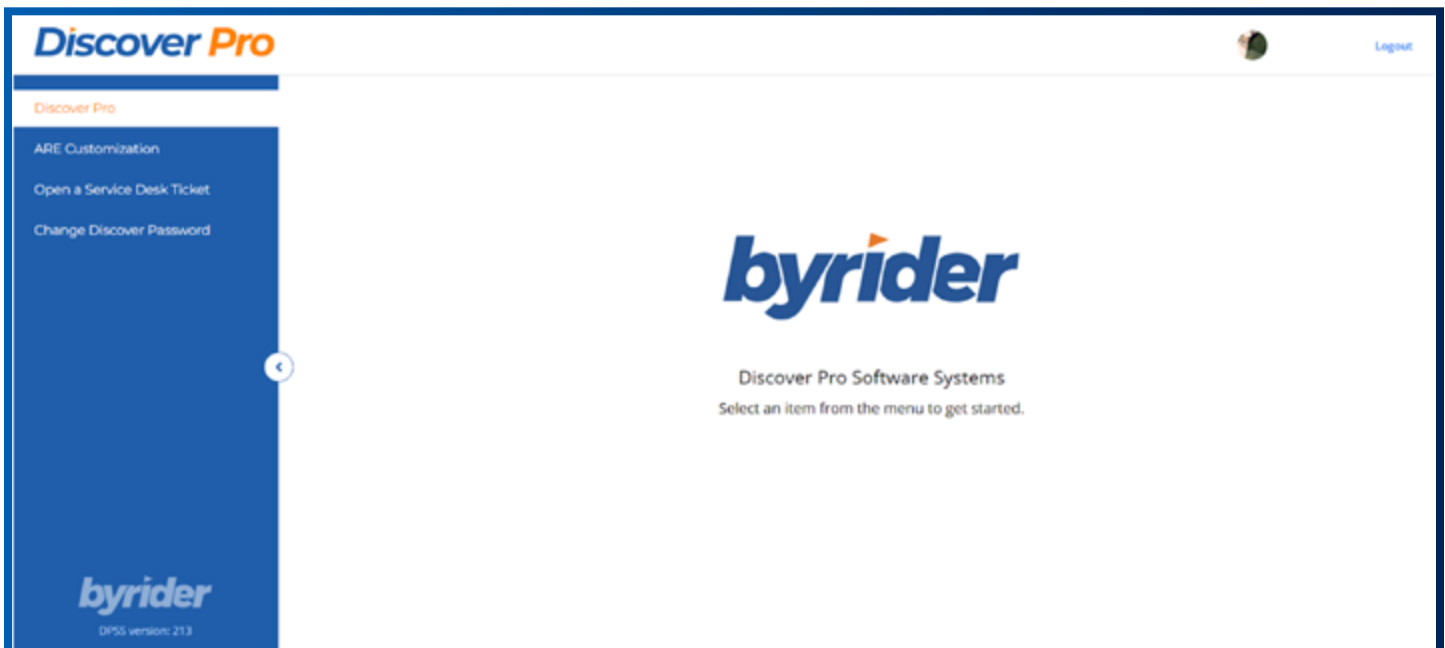 Discover Pro
Logout
Discover Pro
ARE Customization
Open a Service Desk Ticket
Change Discover Password
byrider
Discover Pro Software Systems
Select an item from the menu to get started.
byrider
DPSS version: 213